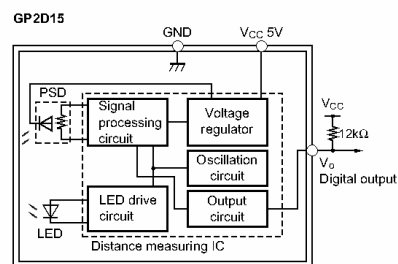 GP2D15
GND
VCC 5V
PSD
Signal
processing
circuit
Voltage
regulator
VCC
12kΩ
Oscillation
circuit
Vo
Digital output
LED drive
circuit
Output
circuit
LED
Distance measuring IC